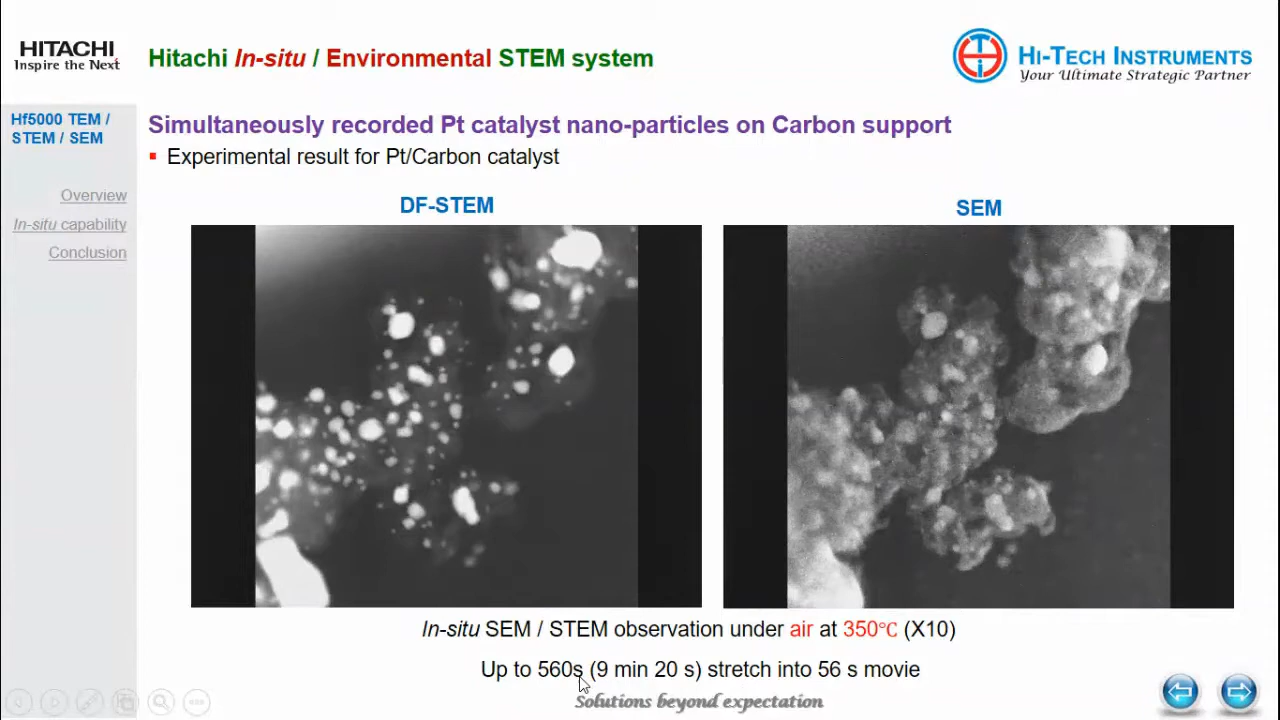 HITACHI
Inspire the Next
Hitachi In-situ / Environmental STEM system
HI-TECH INSTRUMENTS
Your Ultimate Strategic Partner
Hf5000 TEM /
STEM / SEM
Overview
In-situ capability
Conclusion
Simultaneously recorded Pt catalyst nano-particles on Carbon support
▪ Experimental result for Pt/Carbon catalyst
DF-STEM
SEM
In-situ SEM / STEM observation under air at 350℃ (X10)
Up to 560s (9 min 20 s) stretch into 56 s movie
Solutions beyond expectation